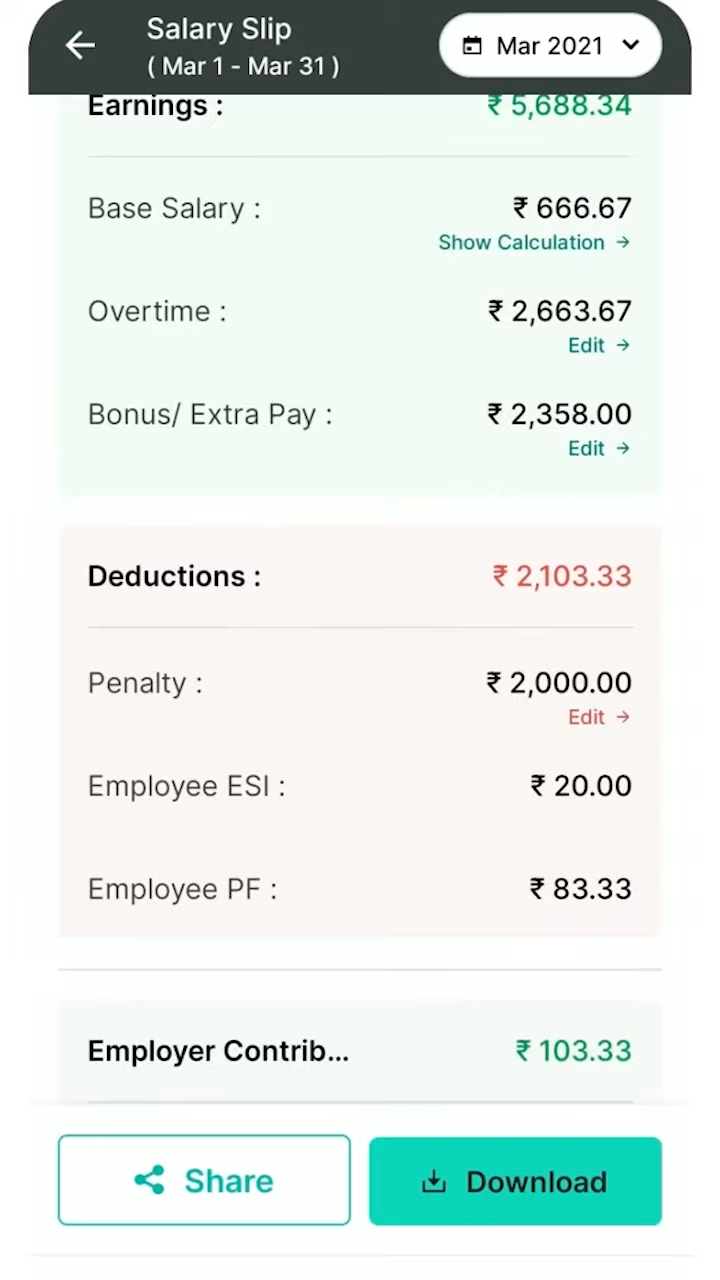 Salary Slip
( Mar 1 - Mar 31 )
Mar 2021
Earnings : ₹ 5,688.34
Base Salary : ₹ 666.67
Show Calculation →
Overtime : ₹ 2,663.67
Edit →
Bonus/ Extra Pay : ₹ 2,358.00
Edit →
Deductions : ₹ 2,103.33
Penalty : ₹ 2,000.00
Edit →
Employee ESI : ₹ 20.00
Employee PF : ₹ 83.33
Employer Contrib... ₹ 103.33
Share
Download